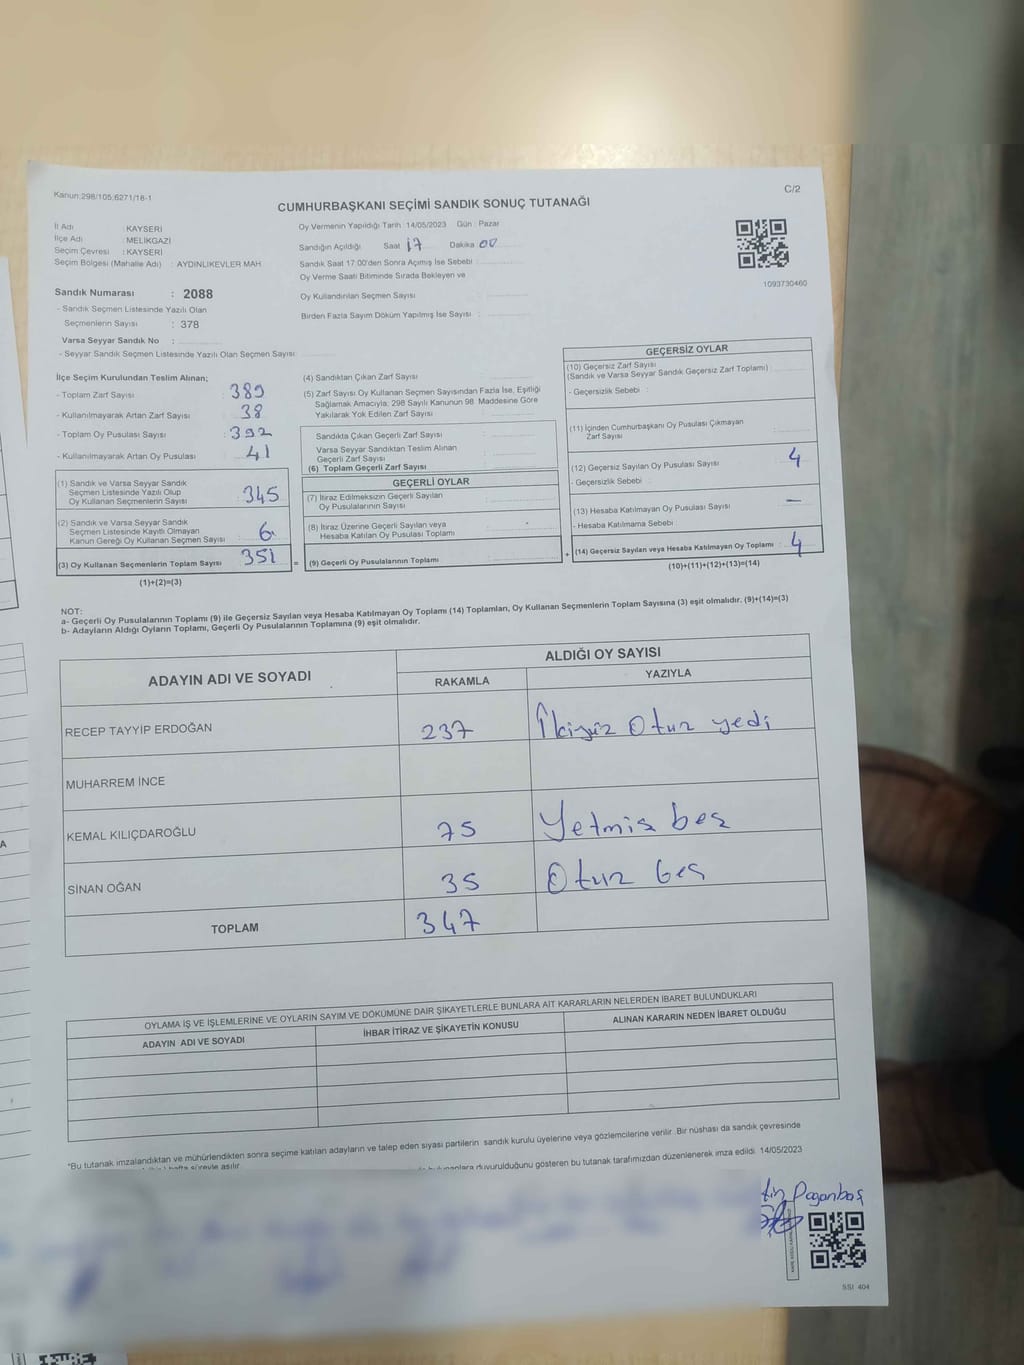 Kanun:298/105;6271/18-1
C/2
CUMHURBAŞKANI SEÇİMİ SANDIK SONUÇ TUTANAĞI
İl Adı : KAYSERİ
İlçe Adı : MELİKGAZİ
Seçim Çevresi : KAYSERİ
Seçim Bölgesi (Mahalle Adı) : AYDINLIKEVLER MAH
Sandık Numarası : 2088
- Sandık Seçmen Listesinde Yazılı Olan
Seçmenlerin Sayısı : 378
Varsa Seyyar Sandık No :
- Seyyar Sandık Seçmen Listesinde Yazılı Olan Seçmen Sayısı:
Oy Vermenin Yapıldığı Tarih : 14/05/2023 Gün : Pazar
Sandığın Açıldığı Saat 17 Dakika 00
Sandık Saat 17:00'den Sonra Açımış İse Sebebi :
Oy Verme Saati Bitiminde Sırada Bekleyen ve
Oy Kullandırılan Seçmen Sayısı :
Birden Fazla Sayım Döküm Yapılmış İse Sayısı :
1093730460
İlçe Seçim Kurulundan Teslim Alınan;
- Toplam Zarf Sayısı : 389
- Kullanılmayarak Artan Zarf Sayısı : 38
- Toplam Oy Pusulası Sayısı : 392
- Kullanılmayarak Artan Oy Pusulası : 41
(1) Sandık ve Varsa Seyyar Sandık
Seçmen Listesinde Yazılı Olup
Oy Kullanan Seçmenlerin Sayısı : 345
(2) Sandık ve Varsa Seyyar Sandık
Seçmen Listesinde Kayıtlı Olmayan
Kanun Gereği Oy Kullanan Seçmen Sayısı : 6
(3) Oy Kullanan Seçmenlerin Toplam Sayısı : 351
(1)+(2)=(3)
(4) Sandıktan Çıkan Zarf Sayısı :
(5) Zarf Sayısı Oy Kullanan Seçmen Sayısından Fazla İse, Eşitliği
Sağlamak Amacıyla; 298 Sayılı Kanunun 98. Maddesine Göre
Yakılarak Yok Edilen Zarf Sayısı :
Sandıkta Çıkan Geçerli Zarf Sayısı :
Varsa Seyyar Sandıktan Teslim Alınan
Geçerli Zarf Sayısı :
(6) Toplam Geçerli Zarf Sayısı :
GEÇERLİ OYLAR
(7) İtiraz Edilmeksizin Geçerli Sayılan
Oy Pusulalarının Sayısı :
(8) İtiraz Üzerine Geçerli Sayılan veya
Hesaba Katılan Oy Pusulası Toplamı :
= (9) Geçerli Oy Pusulalarının Toplamı : +
GEÇERSİZ OYLAR
(10) Geçersiz Zarf Sayısı
(Sandık ve Varsa Seyyar Sandık Geçersiz Zarf Toplamı) :
- Geçersizlik Sebebi :
(11) İçinden Cumhurbaşkanı Oy Pusulası Çıkmayan
Zarf Sayısı :
(12) Geçersiz Sayılan Oy Pusulası Sayısı : 4
- Geçersizlik Sebebi :
(13) Hesaba Katılmayan Oy Pusulası Sayısı : —
- Hesaba Katılmama Sebebi :
(14) Geçersiz Sayılan veya Hesaba Katılmayan Oy Toplamı : 4
(10)+(11)+(12)+(13)=(14)
NOT:
a- Geçerli Oy Pusulalarının Toplamı (9) ile Geçersiz Sayılan veya Hesaba Katılmayan Oy Toplamı (14) Toplamları, Oy Kullanan Seçmenlerin Toplam Sayısına (3) eşit olmalıdır. (9)+(14)=(3)
b- Adayların Aldığı Oyların Toplamı, Geçerli Oy Pusulalarının Toplamına (9) eşit olmalıdır.
ADAYIN ADI VE SOYADI ALDIĞI OY SAYISI
RAKAMLA YAZIYLA
RECEP TAYYİP ERDOĞAN 237 İkiyüz Otuz yedi
MUHARREM İNCE
KEMAL KILIÇDAROĞLU 75 Yetmiş beş
SİNAN OĞAN 35 Otuz beş
TOPLAM 347
OYLAMA İŞ VE İŞLEMLERİNE VE OYLARIN SAYIM VE DÖKÜMÜNE DAİR ŞİKAYETLERLE BUNLARA AİT KARARLARIN NELERDEN İBARET BULUNDUKLARI
ADAYIN ADI VE SOYADI İHBAR İTİRAZ VE ŞİKAYETİN KONUSU ALINAN KARARIN NEDEN İBARET OLDUĞU
*Bu tutanak imzalandıktan ve mühürlendikten sonra seçime katılan adayların ve talep eden siyasi partilerin sandık kurulu üyelerine veya gözlemcilerine verilir. Bir nüshası da sandık çevresinde
hafta süreyle asılır.
duyurulduğunu gösteren bu tutanak tarafımızdan düzenlenerek imza edildi. 14/05/2023
SSI 404